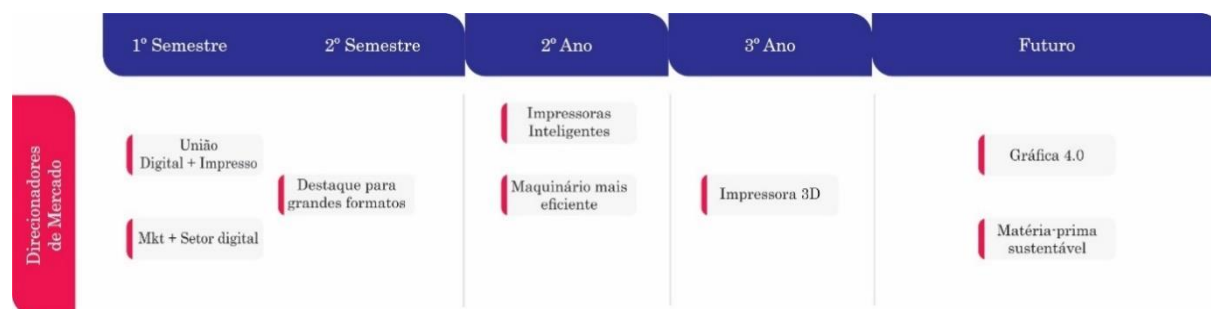 1º Semestre
2º Semestre
2º Ano
3º Ano
Futuro
Direcionadores
de Mercado
União
Digital + Impresso
Mkt + Setor digital
Destaque para
grandes formatos
Impressoras
Inteligentes
Maquinário mais
eficiente
Impressora 3D
Gráfica 4.0
Matéria-prima
sustentável